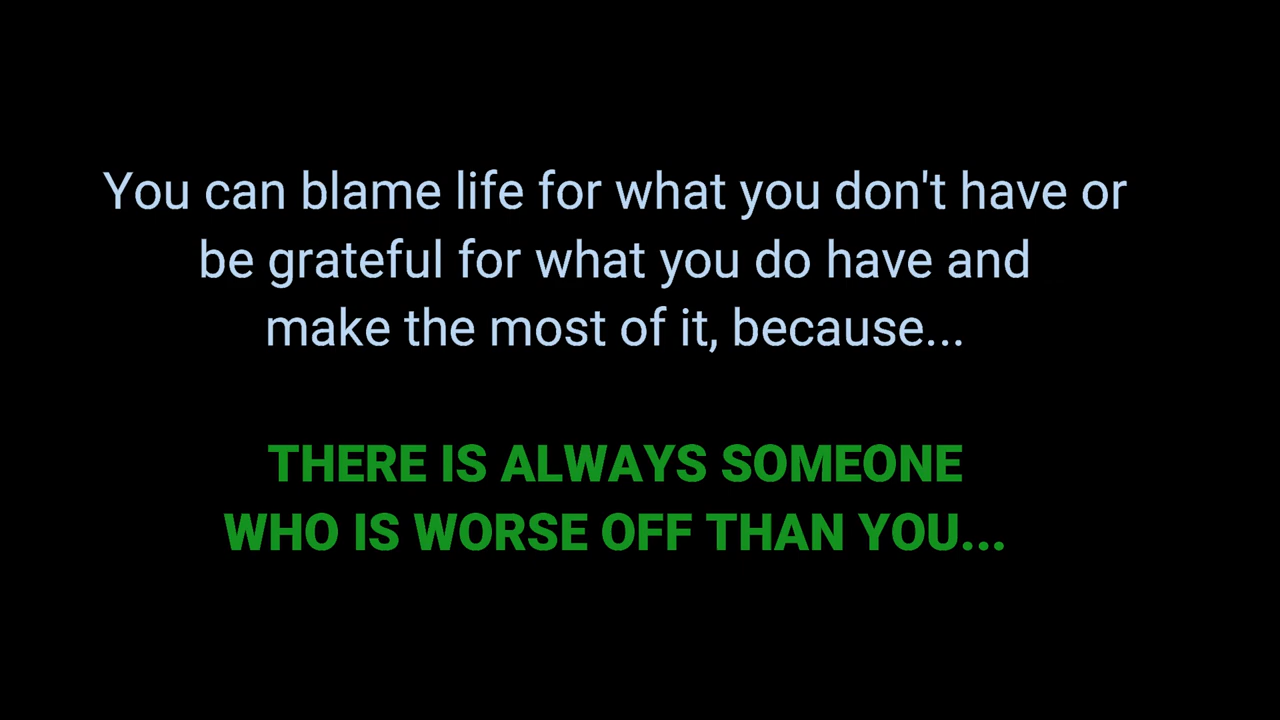 You can blame life for what you don't have or
be grateful for what you do have and
make the most of it, because...
THERE IS ALWAYS SOMEONE
WHO IS WORSE OFF THAN YOU...